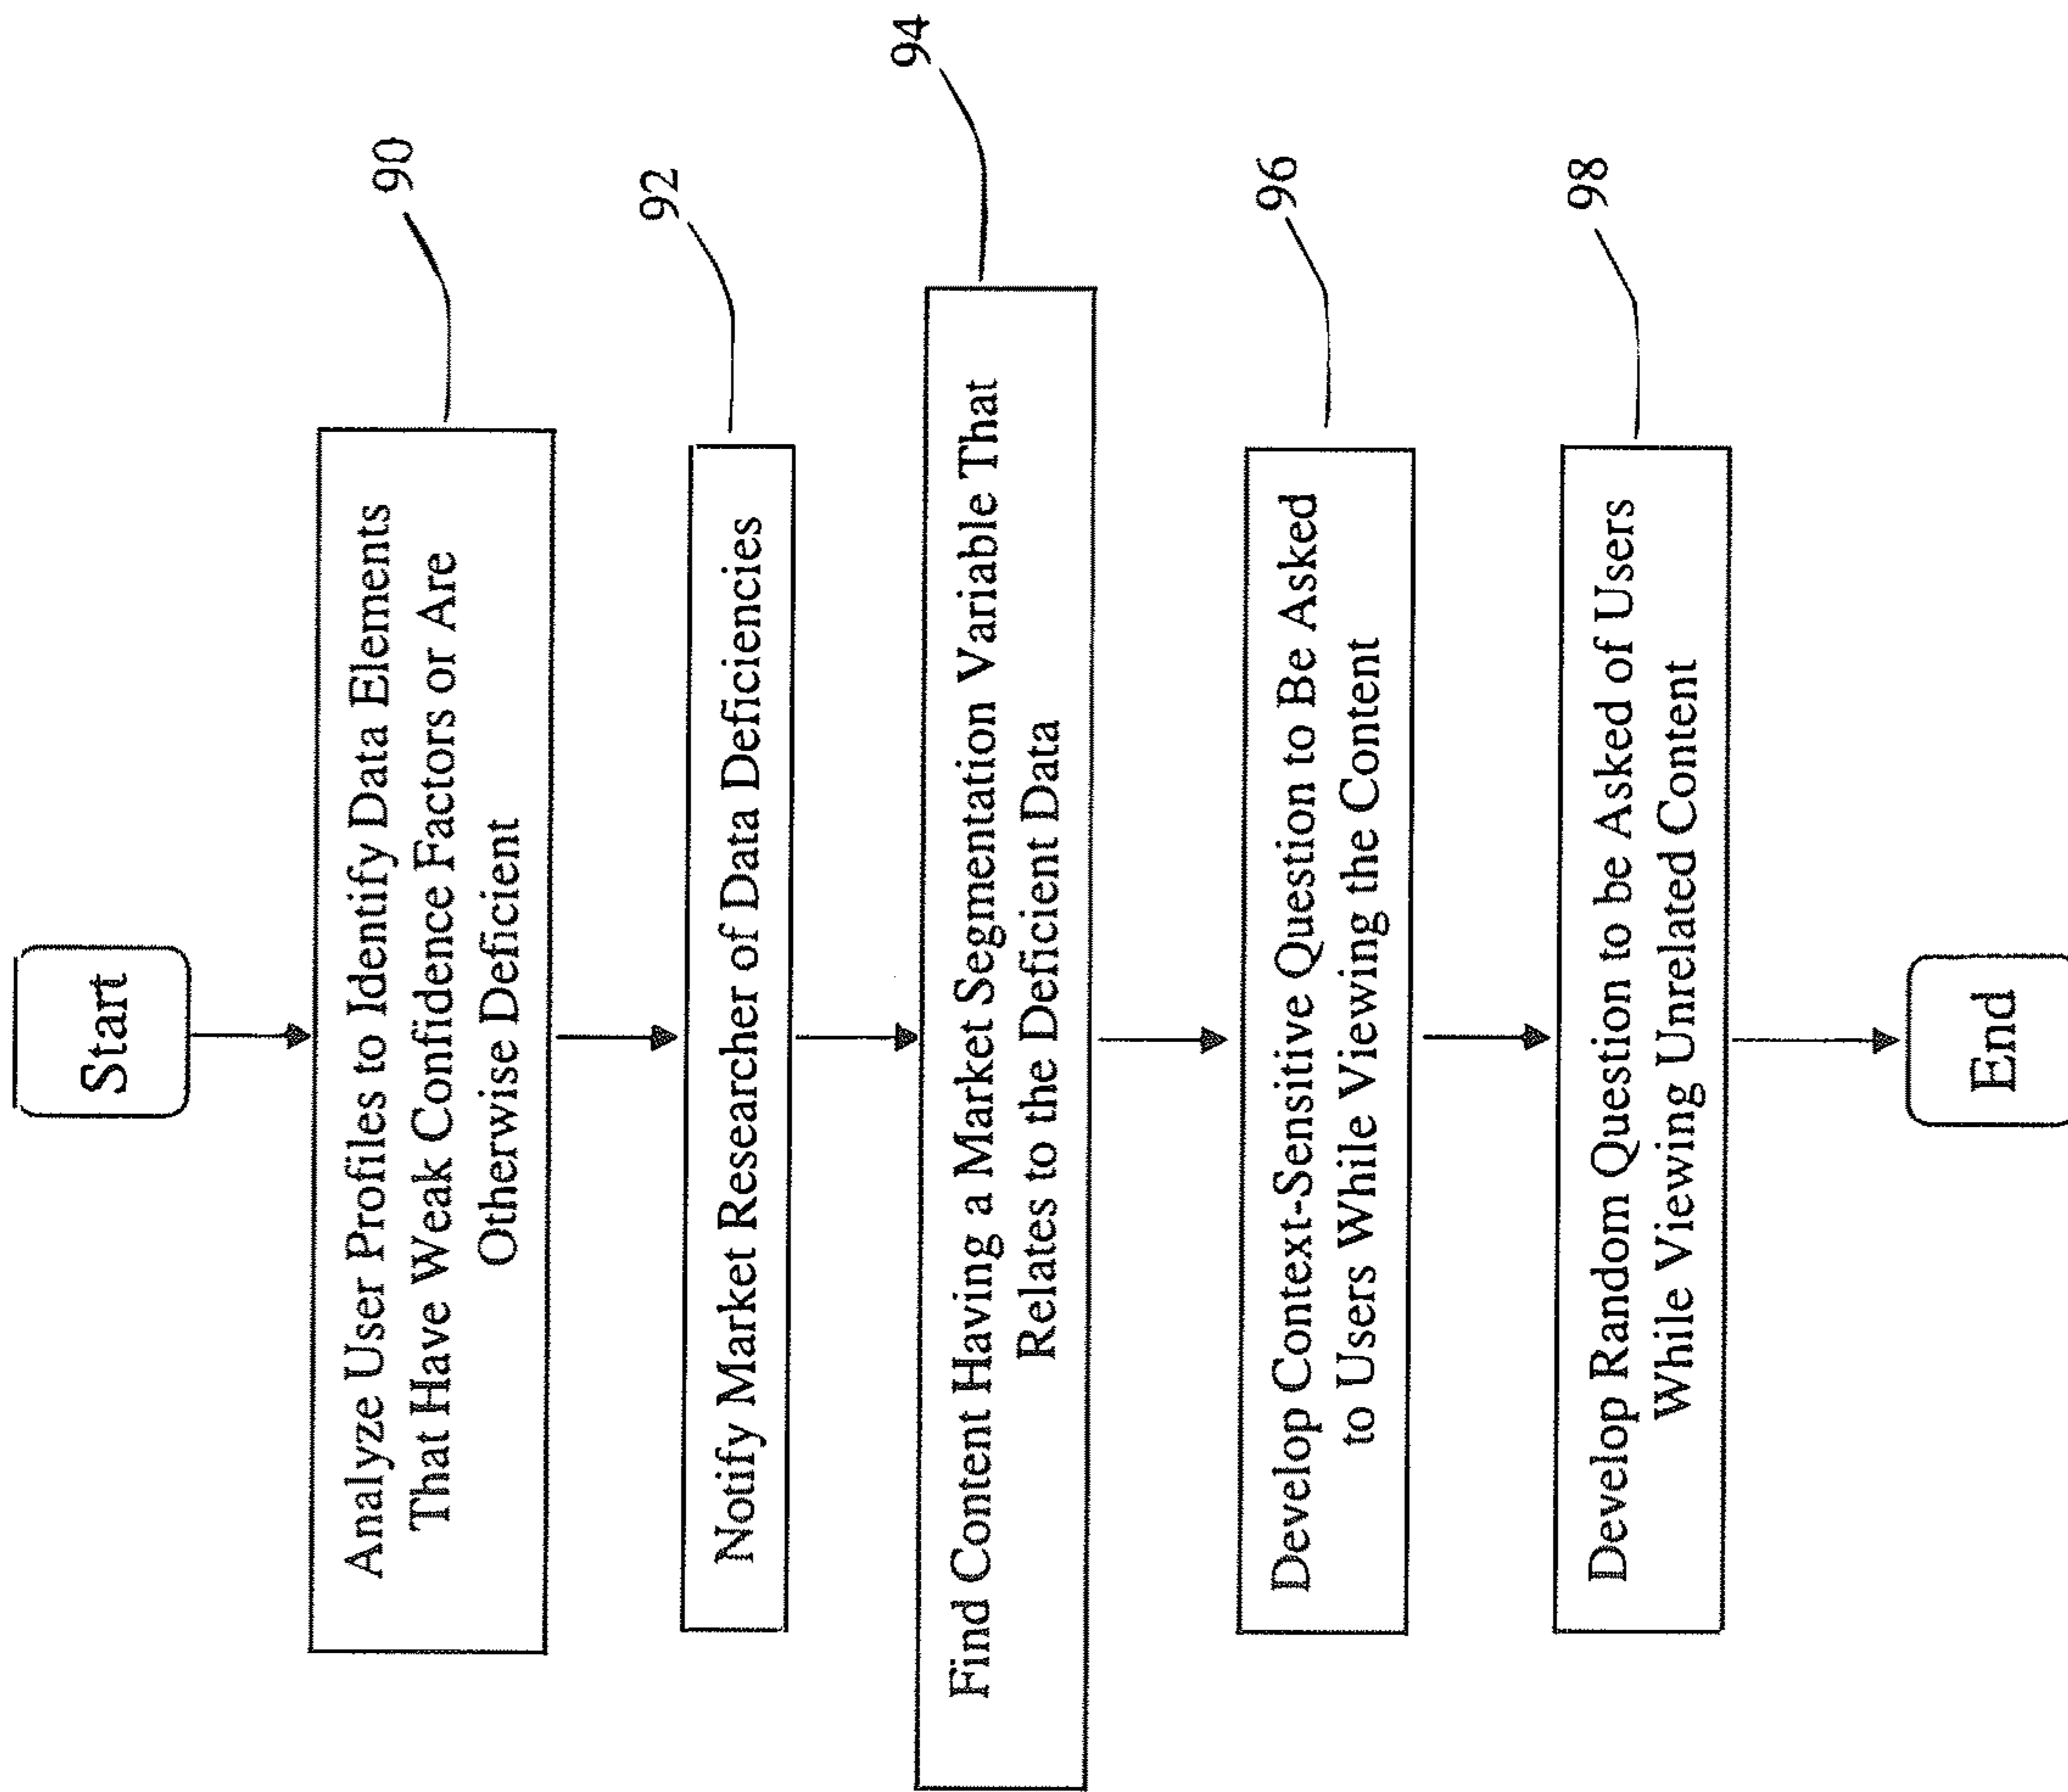 Start
Analyze User Profiles to Identify Data Elements
That Have Weak Confidence Factors or Are
Otherwise Deficient
90
Notify Market Researcher of Data Deficiencies
92
Find Content Having a Market Segmentation Variable That
Relates to the Deficient Data
94
Develop Context-Sensitive Question to Be Asked
to Users While Viewing the Content
96
Develop Random Question to be Asked of Users
While Viewing Unrelated Content
98
End